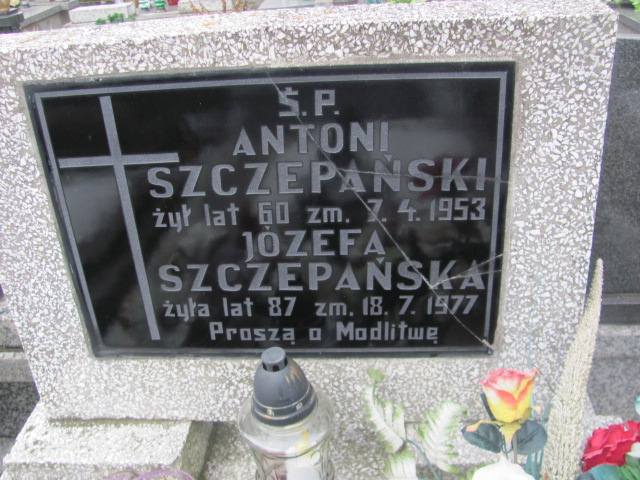 Ś.P.
ANTONI
SZCZEPAŃSKI
żył lat 60 zm. 7. 4. 1953
JÓZEFA
SZCZEPAŃSKA
żyła lat 87 zm. 18. 7. 1977
Proszą o Modlitwę